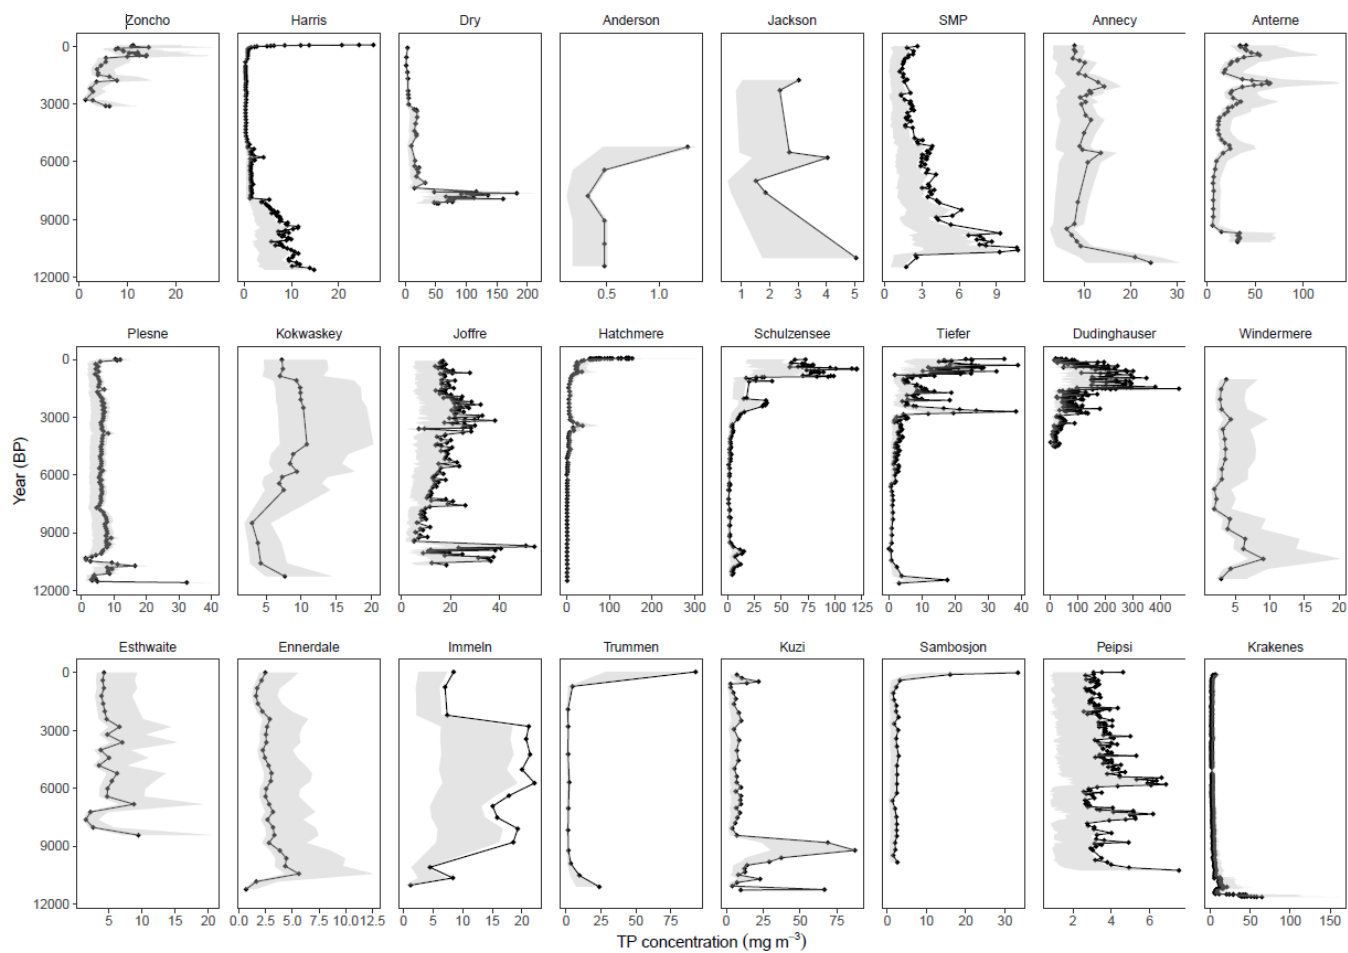 Zoncho Harris Dry Anderson Jackson SMP Annecy Anterne
0
3000
6000
9000
12000
0 10 20 0 10 20 0 50 100 150 200 0.5 1.0 1 2 3 4 5 0 3 6 9 10 20 30 0 50 100
Plesne Kokwaskey Joffre Hatchmere Schulzensee Tiefer Dudinghauser Windermere
0
3000
6000
9000
12000
0 10 20 30 40 5 10 15 20 0 20 40 0 100 200 300 0 25 50 75 100 125 0 10 20 30 40 0 100 200 300 400 5 10 15 20
Year (BP)
Esthwaite Ennerdale Immeln Trummen Kuzi Sambosjon Peipsi Krakenes
0
3000
6000
9000
12000
5 10 15 20 0.0 2.5 5.0 7.5 10.0 12.5 0 5 10 15 20 0 25 50 75 0 25 50 75 0 10 20 30 2 4 6 0 50 100 150
TP concentration (mg m⁻³)